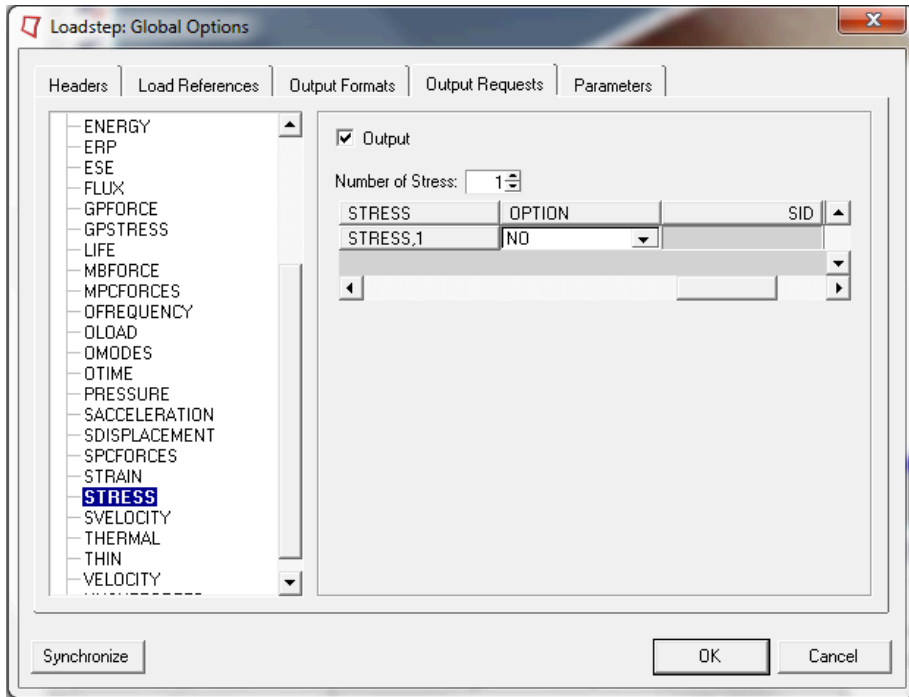 Loadstep: Global Options
x
Headers Load References Output Formats Output Requests Parameters
ENERGY
ERP
ESE
FLUX
GPFORCE
GPSTRESS
LIFE
MBFORCE
MPCFORCES
OFREQUENCY
OLOAD
OMODES
OTIME
PRESSURE
SACCELERATION
SDISPLACEMENT
SPCFORCES
STRAIN
STRESS
SVELOCITY
THERMAL
THIN
VELOCITY
Output
Number of Stress: 1
STRESS OPTION SID
STRESS,1 NO
Synchronize OK Cancel